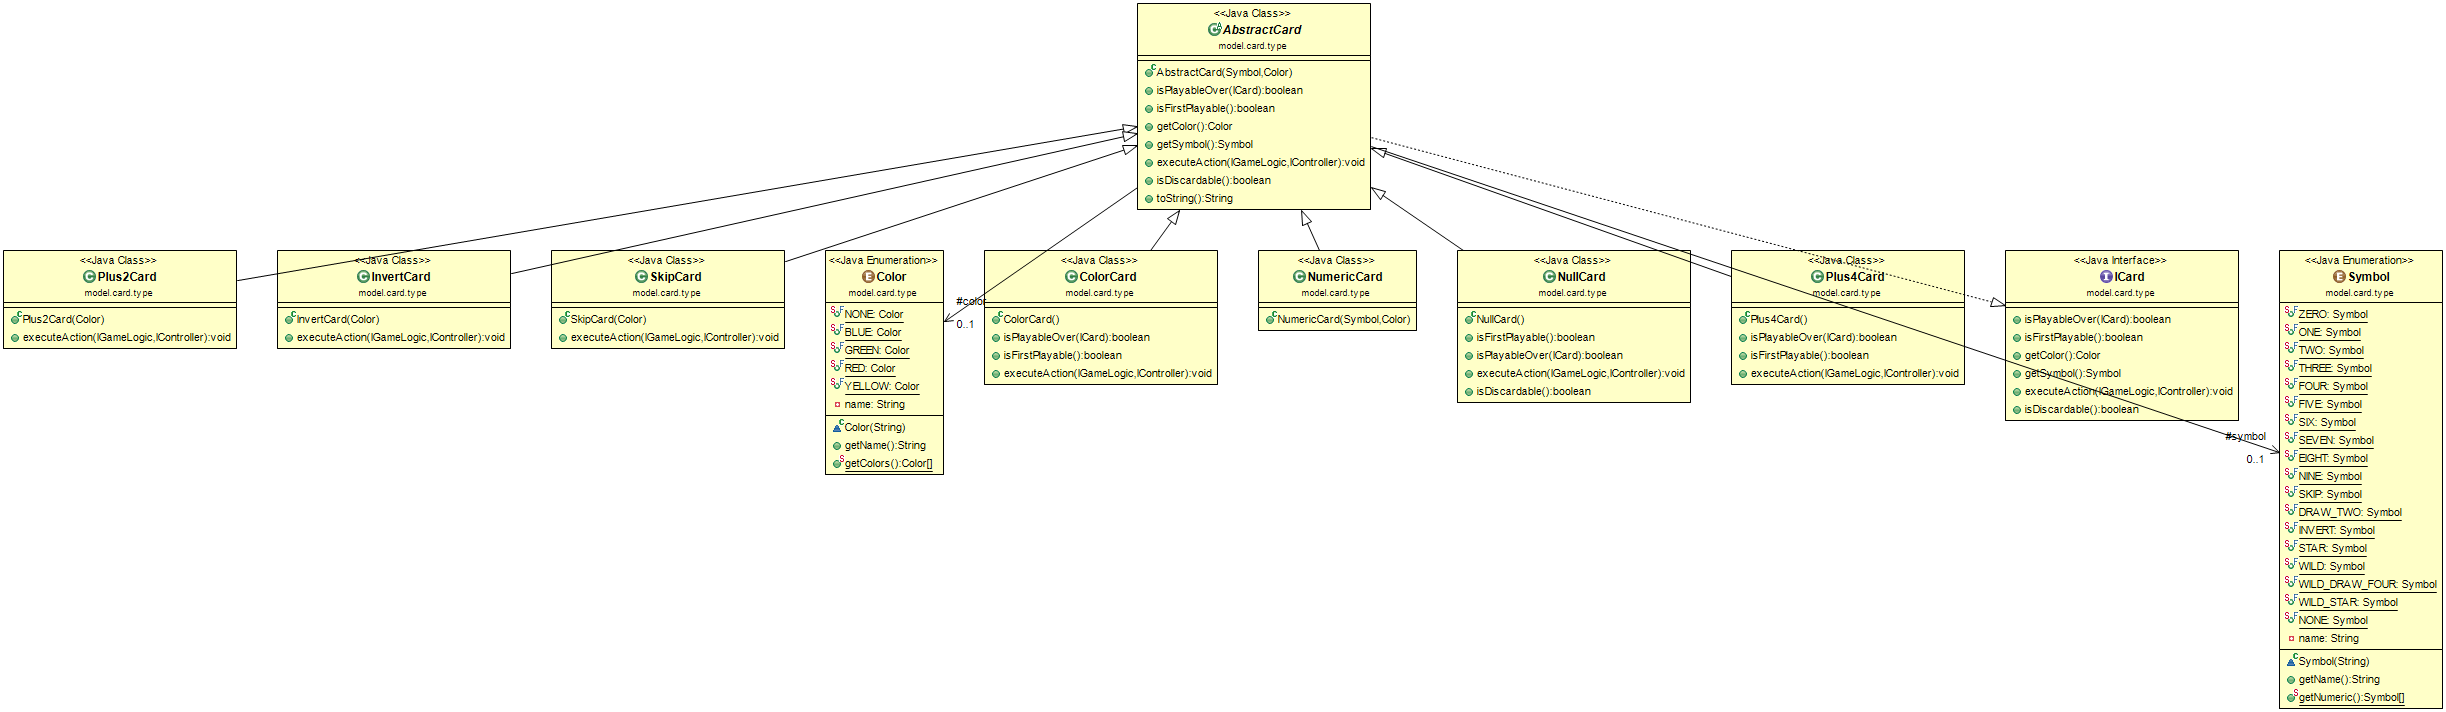 <<Java Class>>
AbstractCard
model.card.type
AbstractCard(Symbol,Color)
isPlayableOver(ICard):boolean
isFirstPlayable():boolean
getColor():Color
getSymbol():Symbol
executeAction(IGameLogic,IController):void
isDiscardable():boolean
toString():String
<<Java Class>>
Plus2Card
model.card.type
Plus2Card(Color)
executeAction(IGameLogic,IController):void
<<Java Class>>
InvertCard
model.card.type
InvertCard(Color)
executeAction(IGameLogic,IController):void
<<Java Class>>
SkipCard
model.card.type
SkipCard(Color)
executeAction(IGameLogic,IController):void
<<Java Enumeration>>
Color
model.card.type
NONE: Color
BLUE: Color
GREEN: Color
RED: Color
YELLOW: Color
name: String
Color(String)
getName():String
getColors():Color[]
#color
0..1
<<Java Class>>
ColorCard
model.card.type
ColorCard()
isPlayableOver(ICard):boolean
isFirstPlayable():boolean
executeAction(IGameLogic,IController):void
<<Java Class>>
NumericCard
model.card.type
NumericCard(Symbol,Color)
<<Java Class>>
NullCard
model.card.type
NullCard()
isFirstPlayable():boolean
isPlayableOver(ICard):boolean
executeAction(IGameLogic,IController):void
isDiscardable():boolean
<<Java Class>>
Plus4Card
model.card.type
Plus4Card()
isPlayableOver(ICard):boolean
isFirstPlayable():boolean
executeAction(IGameLogic,IController):void
<<Java Interface>>
ICard
model.card.type
isPlayableOver(ICard):boolean
isFirstPlayable():boolean
getColor():Color
getSymbol():Symbol
executeAction(IGameLogic,IController):void
isDiscardable():boolean
#symbol
0..1
<<Java Enumeration>>
Symbol
model.card.type
ZERO: Symbol
ONE: Symbol
TWO: Symbol
THREE: Symbol
FOUR: Symbol
FIVE: Symbol
SIX: Symbol
SEVEN: Symbol
EIGHT: Symbol
NINE: Symbol
SKIP: Symbol
DRAW_TWO: Symbol
INVERT: Symbol
STAR: Symbol
WILD: Symbol
WILD_DRAW_FOUR: Symbol
WILD_STAR: Symbol
NONE: Symbol
name: String
Symbol(String)
getName():String
getNumeric():Symbol[]